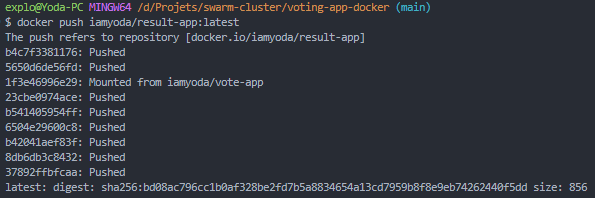 explo@Yoda-PC MINGW64 /d/Projets/swarm-cluster/voting-app-docker (main)
$ docker push iamyoda/result-app:latest
The push refers to repository [docker.io/iamyoda/result-app]
b4c7f3381176: Pushed
5650d6de56fd: Pushed
1f3e46996e29: Mounted from iamyoda/vote-app
23cbe0974ace: Pushed
b541405954ff: Pushed
6504e29600c8: Pushed
b42041aef83f: Pushed
8db6db3c8432: Pushed
37892ffbfcaa: Pushed
latest: digest: sha256:bd08ac796cc1b0af328be2fd7b5a8834654a13cd7959b8f8e9eb74262440f5dd size: 856